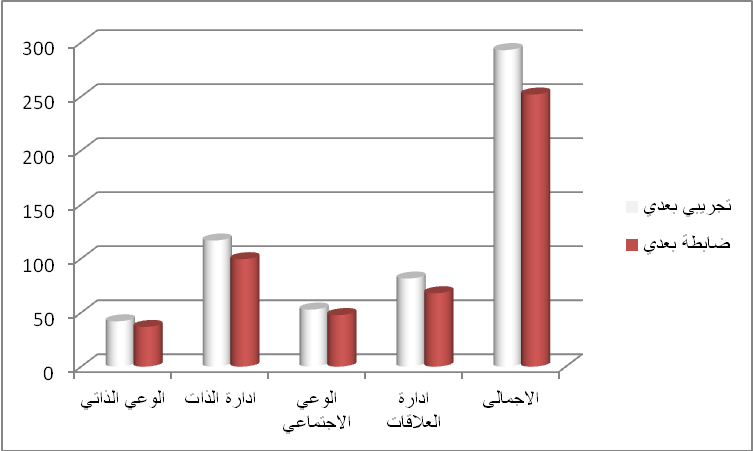 300
250
200
150
100
50
0
الوعي الذاتي
ادارة الذات
الوعي
الاجتماعي
ادارة
العلاقات
الاجمالى
تجريبي بعدي
ضابطة بعدي